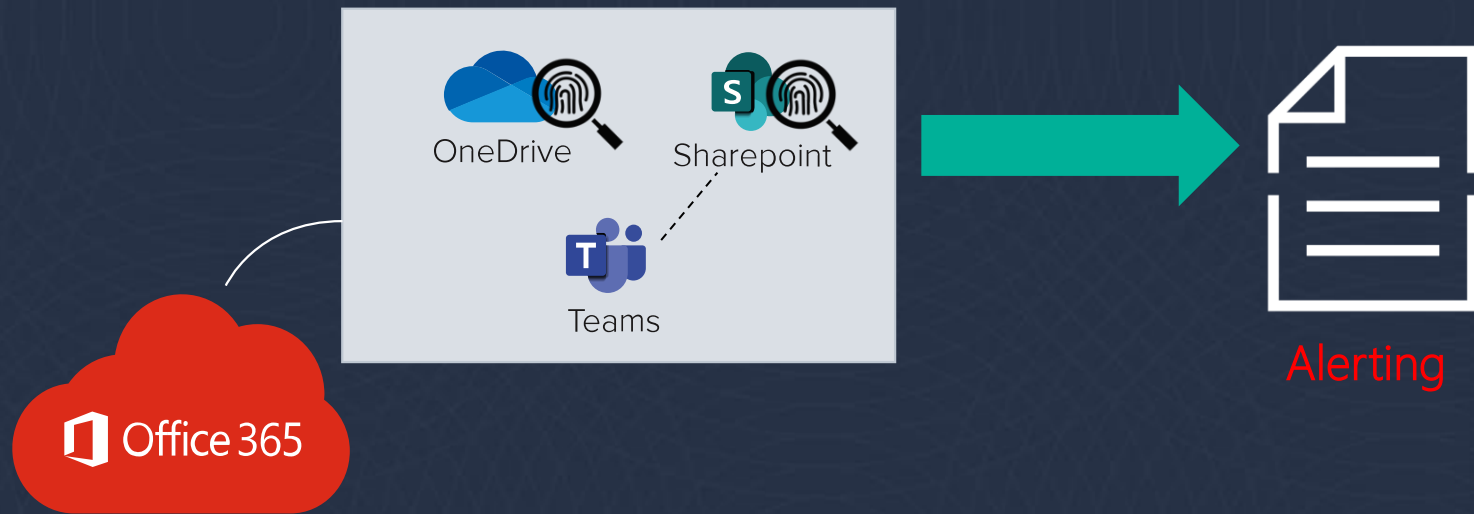 OneDrive
S
Sharepoint
T
Teams
Office 365
Alerting